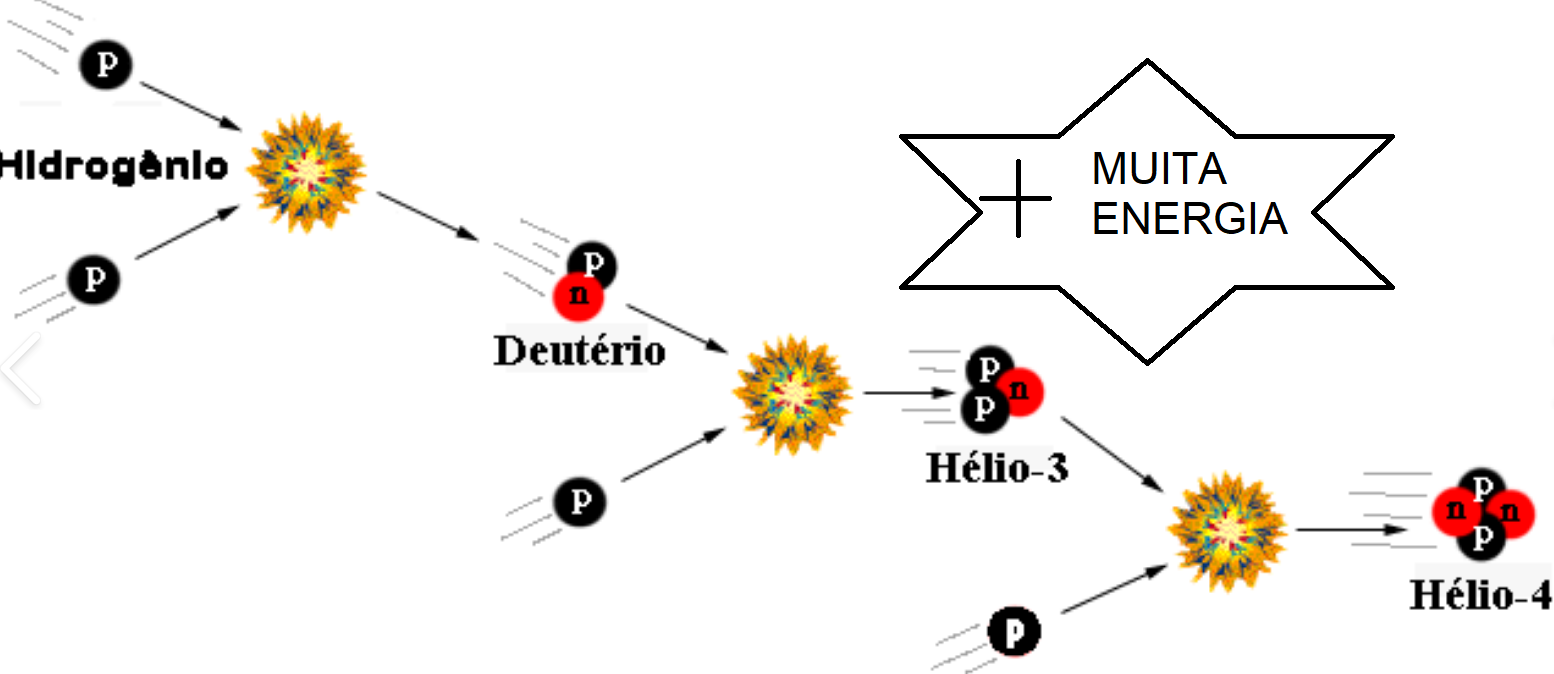 p
Hidrogênio
p
MUITA
ENERGIA
p
n
Deutério
p
p
n
p
Hélio-3
p
p
n
n
p
Hélio-4